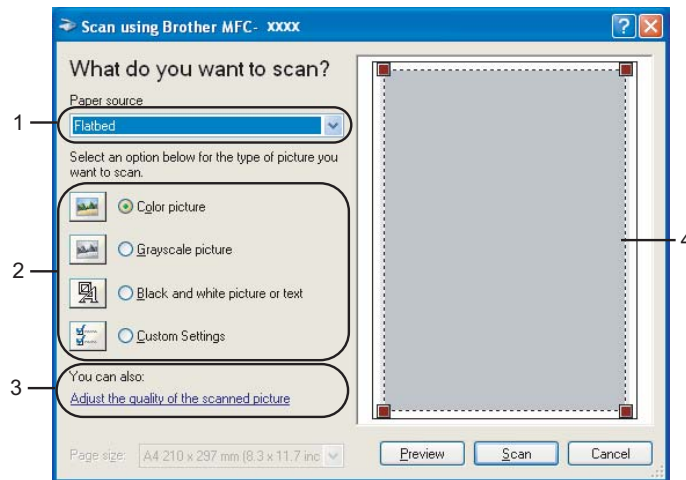 Scan using Brother MFC- XXXX
What do you want to scan?
Paper source
1
Flatbed
Select an option below for the type of picture you
want to scan.
Color picture
4
Grayscale picture
2
Black and white picture or text
Custom Settings
You can also:
3
Adjust the quality of the scanned picture
Page size:
A4 210 x 297 mm (8.3 x 11.7 inc
Preview
Scan
Cancel